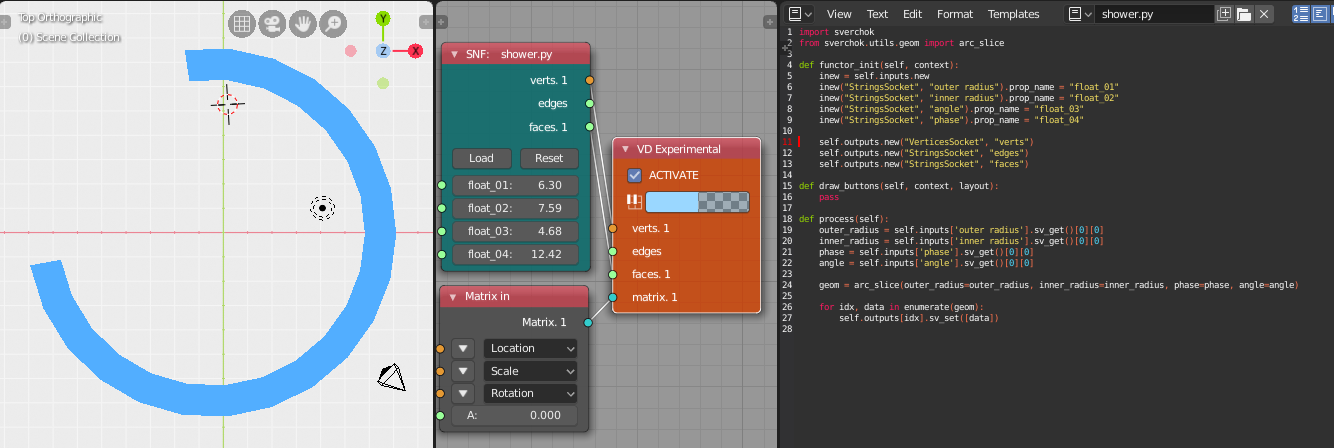 Top Orthographic
(0) Scene Collection
Y
Z
X
SNF: shower.py
verts. 1
edges
faces. 1
Load
Reset
float_01: 6.30
float_02: 7.59
float_03: 4.68
float_04: 12.42
Matrix in
Matrix. 1
Location
Scale
Rotation
A: 0.000
VD Experimental
ACTIVATE
verts. 1
edges
faces. 1
matrix. 1
View Text Edit Format Templates shower.py
1 import sverchok
2 from sverchok.utils.geom import arc_slice
3
4 def functor_init(self, context):
5 inew = self.inputs.new
6 inew("StringsSocket", "outer radius").prop_name = "float_01"
7 inew("StringsSocket", "inner radius").prop_name = "float_02"
8 inew("StringsSocket", "angle").prop_name = "float_03"
9 inew("StringsSocket", "phase").prop_name = "float_04"
10
11 self.outputs.new("VerticesSocket", "verts")
12 self.outputs.new("StringsSocket", "edges")
13 self.outputs.new("StringsSocket", "faces")
14
15 def draw_buttons(self, context, layout):
16 pass
17
18 def process(self):
19 outer_radius = self.inputs['outer radius'].sv_get()[0][0]
20 inner_radius = self.inputs['inner radius'].sv_get()[0][0]
21 phase = self.inputs['phase'].sv_get()[0][0]
22 angle = self.inputs['angle'].sv_get()[0][0]
23
24 geom = arc_slice(outer_radius=outer_radius, inner_radius=inner_radius, phase=phase, angle=angle)
25
26 for idx, data in enumerate(geom):
27 self.outputs[idx].sv_set([data])
28